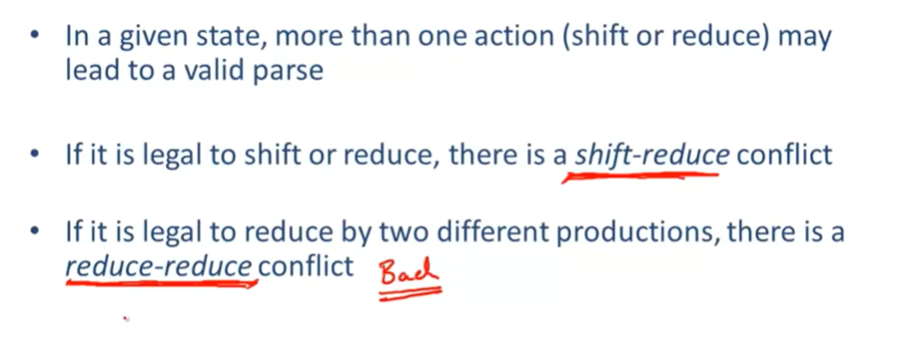 • In a given state, more than one action (shift or reduce) may
lead to a valid parse
• If it is legal to shift or reduce, there is a shift-reduce conflict
• If it is legal to reduce by two different productions, there is a
reduce-reduce conflict Bad